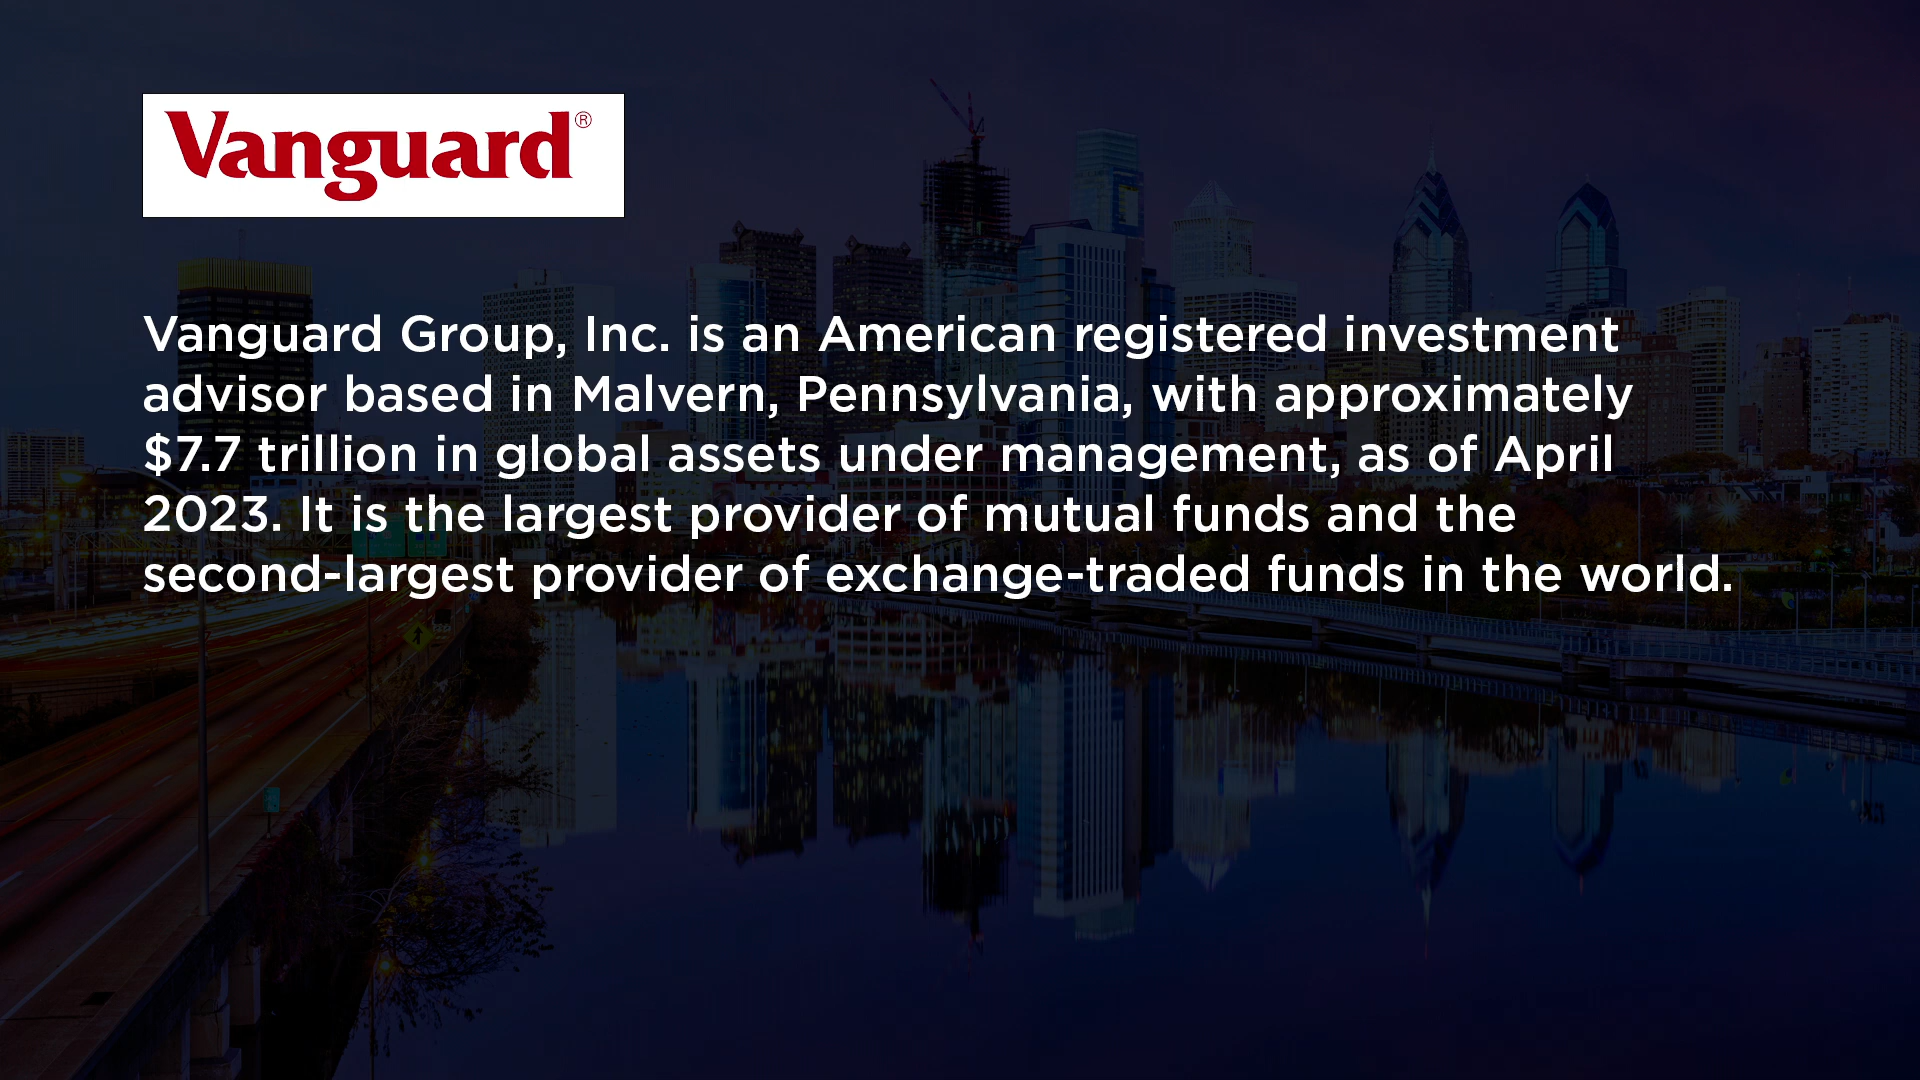 Vanguard®
Vanguard Group, Inc. is an American registered investment
advisor based in Malvern, Pennsylvania, with approximately
$7.7 trillion in global assets under management, as of April
2023. It is the largest provider of mutual funds and the
second-largest provider of exchange-traded funds in the world.